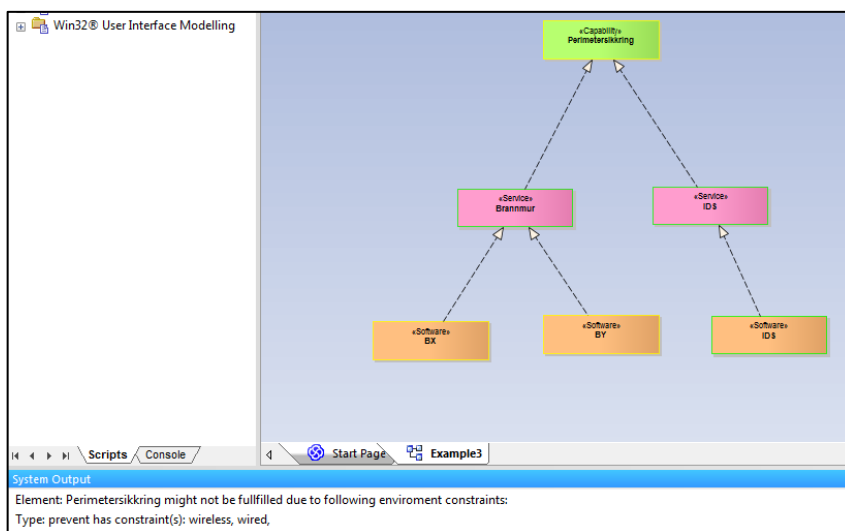 Win32® User Interface Modelling
«Capability»
Perimetersikkring
«Service»
Brannmur
«Service»
IDS
«Software»
BX
«Software»
BY
«Software»
IDS
Scripts Console
Start Page Example3
System Output
Element: Perimetersikkring might not be fullfilled due to following enviroment constraints:
Type: prevent has constraint(s): wireless, wired,